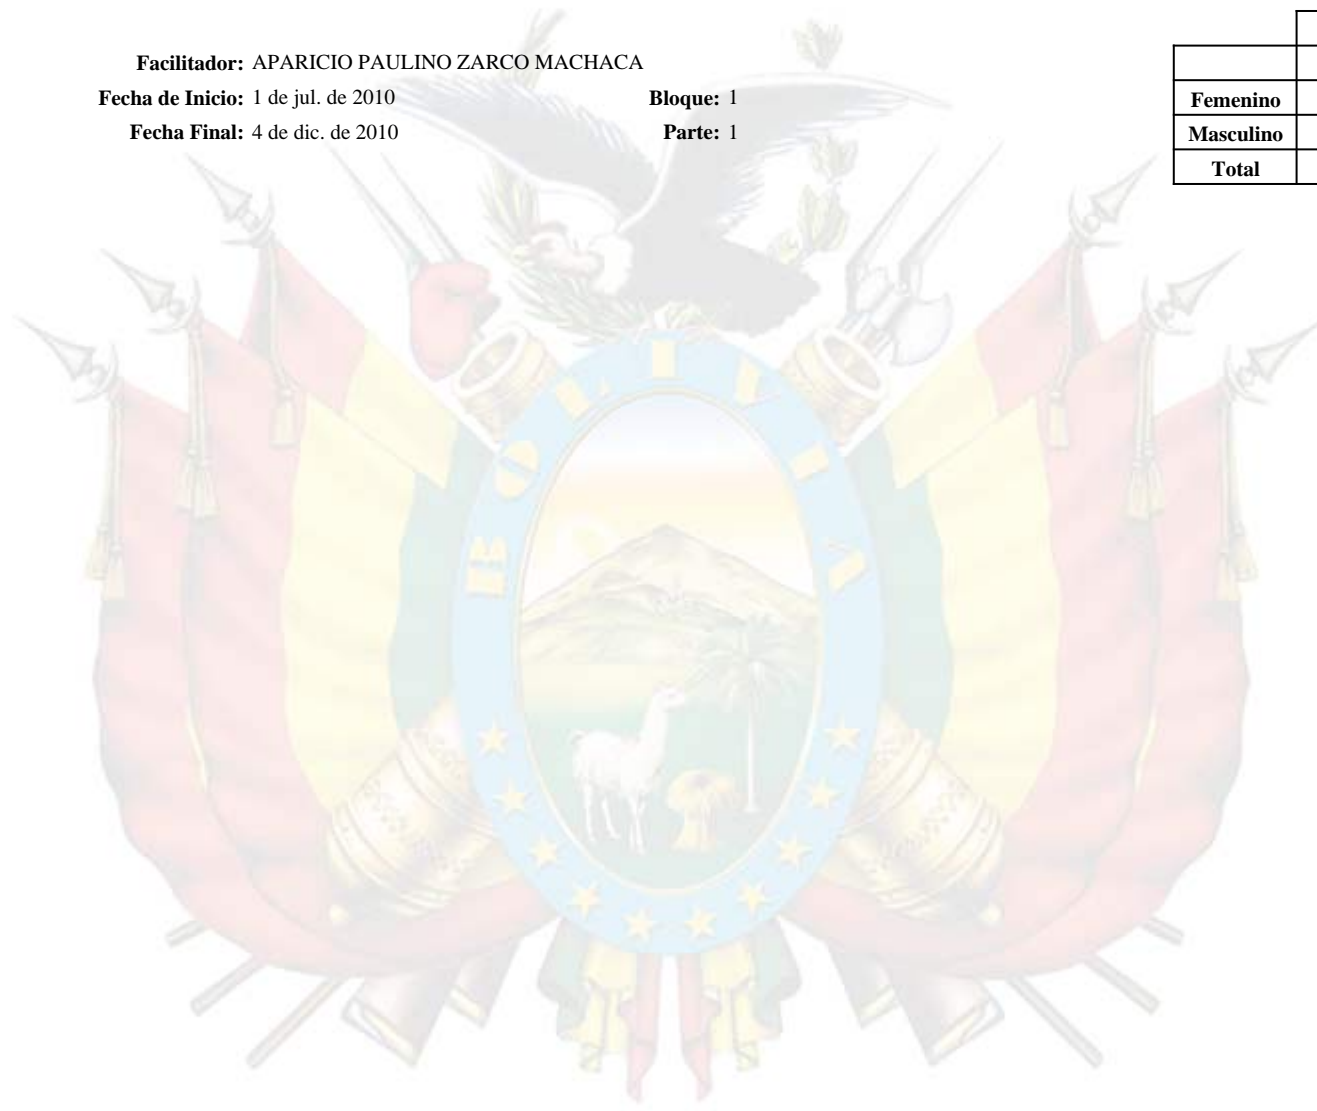 Facilitador: APARICIO PAULINO ZARCO MACHACA
Fecha de Inicio: 1 de jul. de 2010 Bloque: 1
Fecha Final: 4 de dic. de 2010 Parte: 1
Femenino
Masculino
Total
BOLIVIA